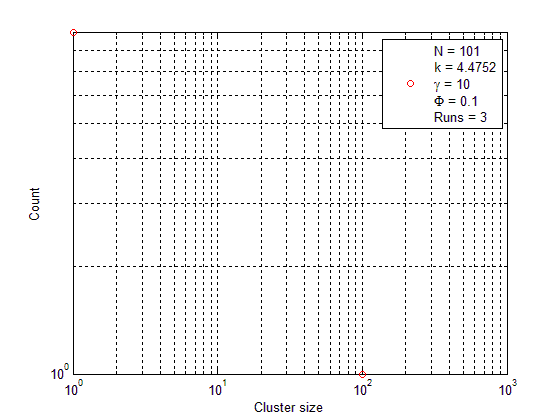 N = 101
k = 4.4752
γ = 10
Φ = 0.1
Runs = 3
Count
10^0
10^0 10^1 10^2 10^3
Cluster size